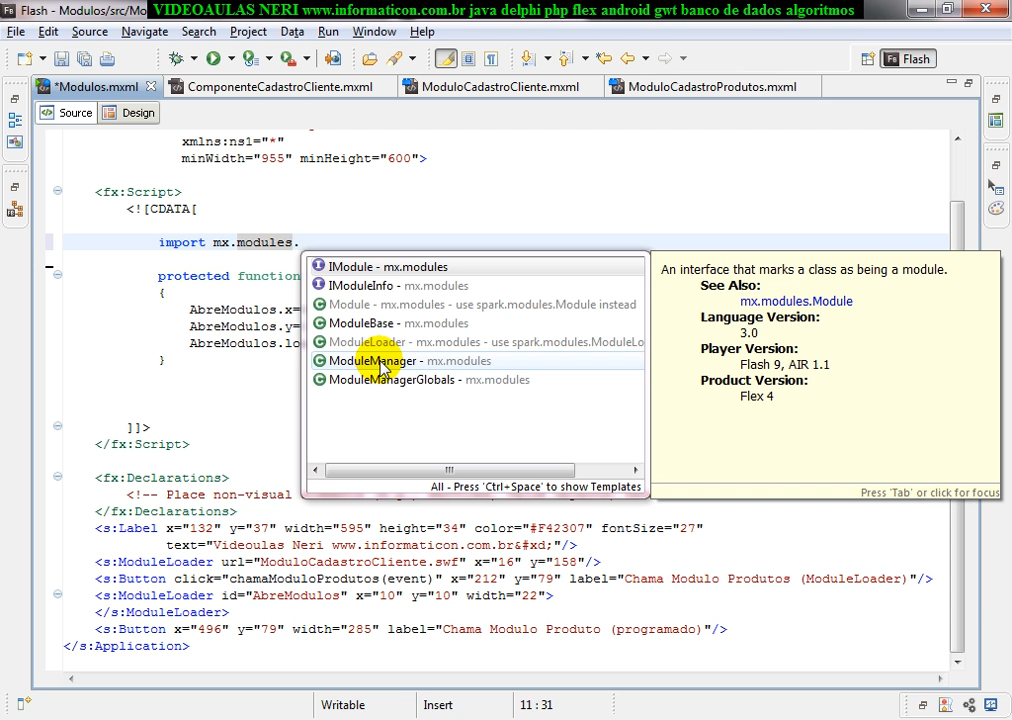 Flash - Modulos/src/Mo
VIDEOAULAS NERI www.informaticon.com.br java delphi php flex android gwt banco de dados algoritmos
File Edit Source Navigate Search Project Data Run Window Help
Flash
*Modulos.mxml ComponenteCadastroCliente.mxml ModuloCadastroCliente.mxml ModuloCadastroProdutos.mxml
Source Design
xmlns:ns1="*"
minWidth="955" minHeight="600">
<fx:Script>
<![CDATA[
import mx.modules.
protected function
{
AbreModulos.x=
AbreModulos.y=
AbreModulos.lo
}
]]>
</fx:Script>
<fx:Declarations>
<!-- Place non-visual
</fx:Declarations>
<s:Label x="132" y="37" width="595" height="34" color="#F42307" fontSize="27"
text="Videoulas Neri www.informaticon.com.br&#xd;"/>
<s:ModuleLoader url="ModuloCadastroCliente.swf" x="16" y="158"/>
<s:Button click="chamaModuloProdutos(event)" x="212" y="79" label="Chama Modulo Produtos (ModuleLoader)"/>
<s:ModuleLoader id="AbreModulos" x="10" y="10" width="22">
</s:ModuleLoader>
<s:Button x="496" y="79" width="285" label="Chama Modulo Produto (programado)"/>
</s:Application>
IModule - mx.modules
IModuleInfo - mx.modules
Module - mx.modules - use spark.modules.Module instead
ModuleBase - mx.modules
ModuleLoader - mx.modules - use spark.modules.ModuleLo
ModuleManager - mx.modules
ModuleManagerGlobals - mx.modules
All - Press 'Ctrl+Space' to show Templates
An interface that marks a class as being a module.
See Also:
mx.modules.Module
Language Version:
3.0
Player Version:
Flash 9, AIR 1.1
Product Version:
Flex 4
Press 'Tab' or click for focus
Writable Insert 11 : 31